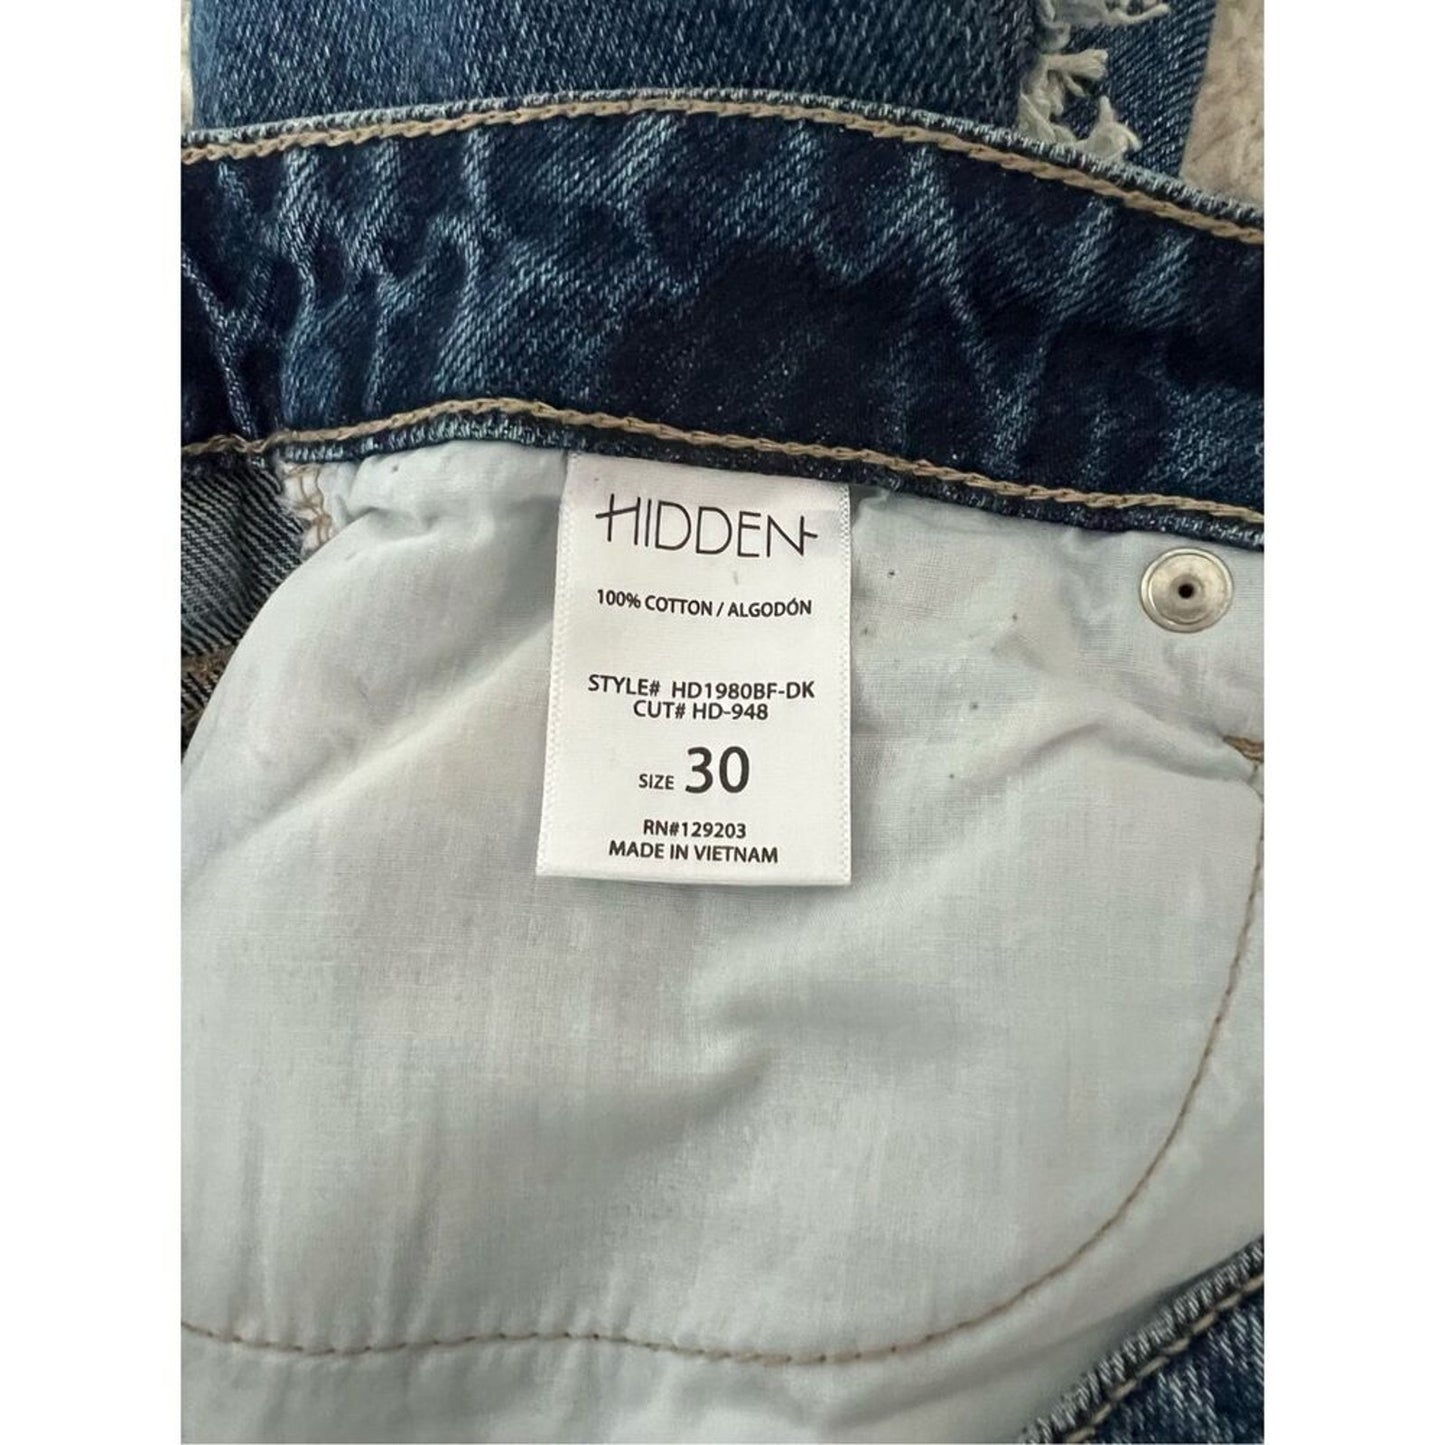 HIDDEN
100% COTTON / ALGODÓN
STYLE# HD1980BF-DK
CUT# HD-948
SIZE 30
RN#129203
MADE IN VIETNAM